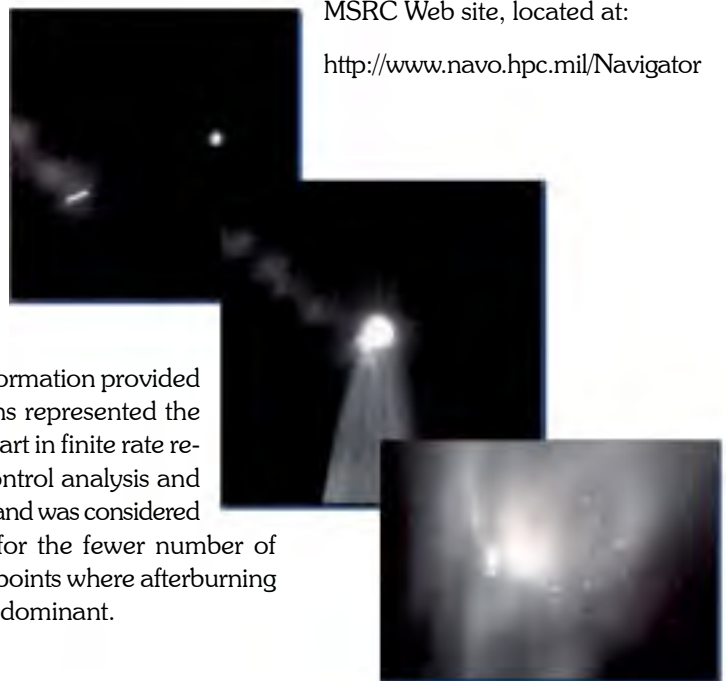 MSRC Web site, located at:
http://www.navo.hpc.mil/Navigator
ormation provided
ns represented the
art in finite rate re-
ontrol analysis and
and was considered
for the fewer number of
points where afterburning
dominant.